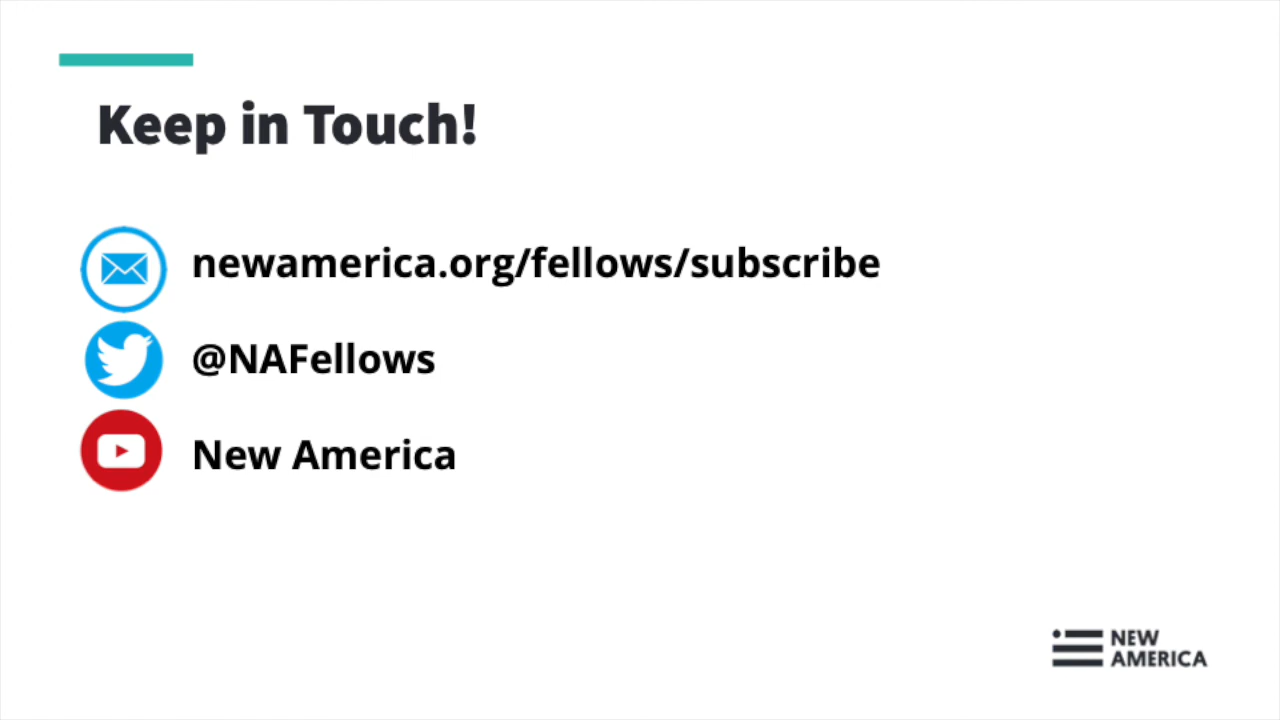 Keep in Touch!
newamerica.org/fellows/subscribe
@NAFellows
New America
NEW
AMERICA